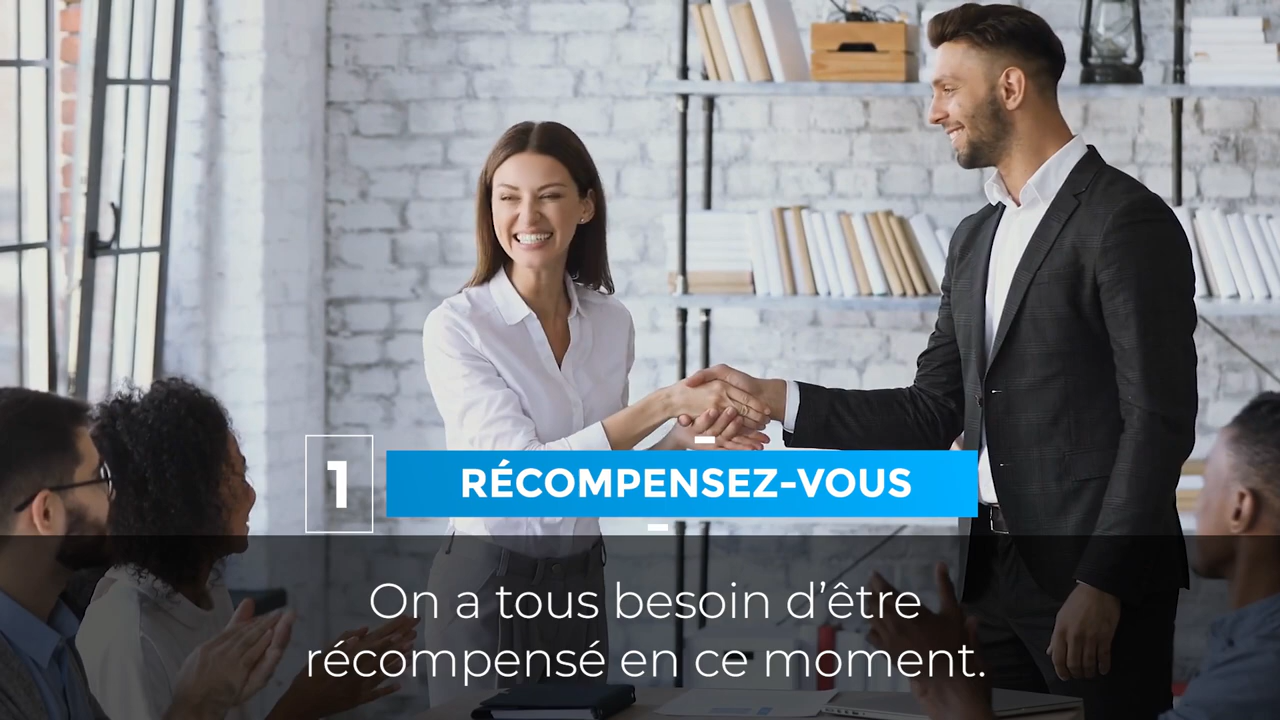 1
RÉCOMPENSEZ-VOUS
On a tous besoin d’être
récompensé en ce moment.